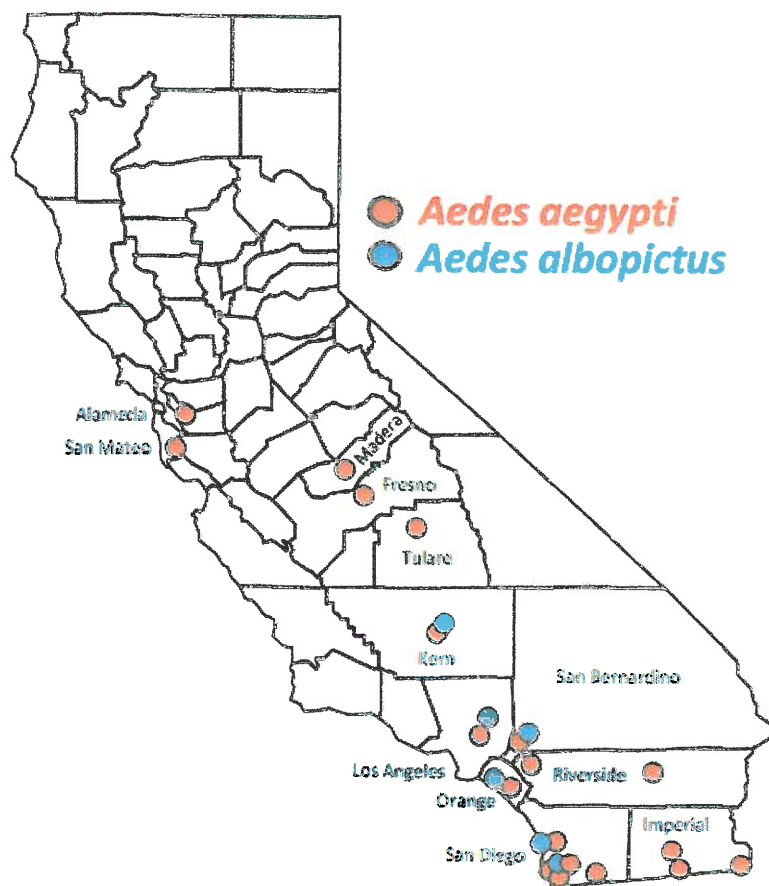 Aedes aegypti
Aedes albopictus
Alameda
San Mateo
Madera
Fresno
Tulare
Kern
San Bernardino
Los Angeles
Riverside
Orange
Imperial
San Diego